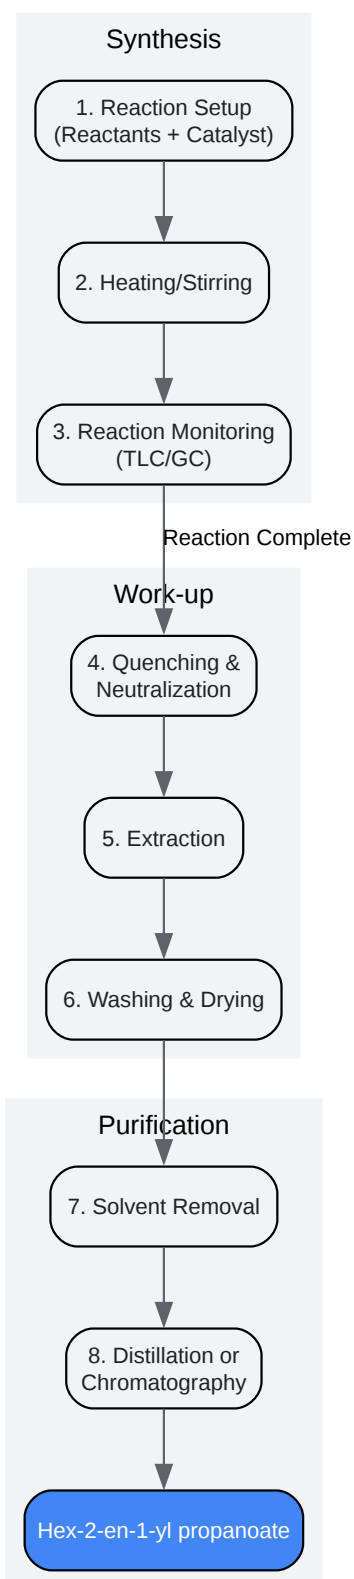 Synthesis
1. Reaction Setup
(Reactants + Catalyst)
2. Heating/Stirring
3. Reaction Monitoring
(TLC/GC)
Reaction Complete
Work-up
4. Quenching &
Neutralization
5. Extraction
6. Washing & Drying
Purification
7. Solvent Removal
8. Distillation or
Chromatography
Hex-2-en-1-yl propanoate